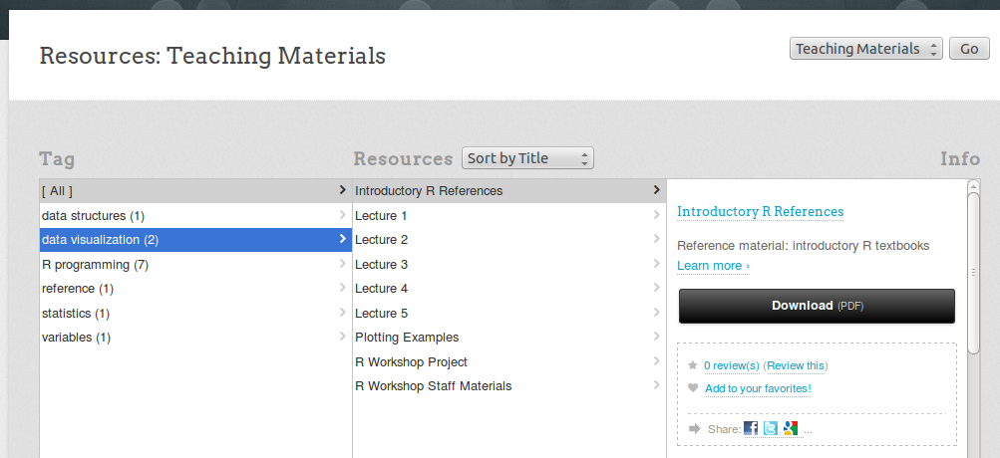 Resources: Teaching Materials
Teaching Materials
Go
Tag
Resources
Sort by Title
Info
[ All ]
data structures (1)
data visualization (2)
R programming (7)
reference (1)
statistics (1)
variables (1)
Introductory R References
Lecture 1
Lecture 2
Lecture 3
Lecture 4
Lecture 5
Plotting Examples
R Workshop Project
R Workshop Staff Materials
Introductory R References
Reference material: introductory R textbooks
Learn more ›
Download (PDF)
0 review(s) (Review this)
Add to your favorites!
Share: f t g ...